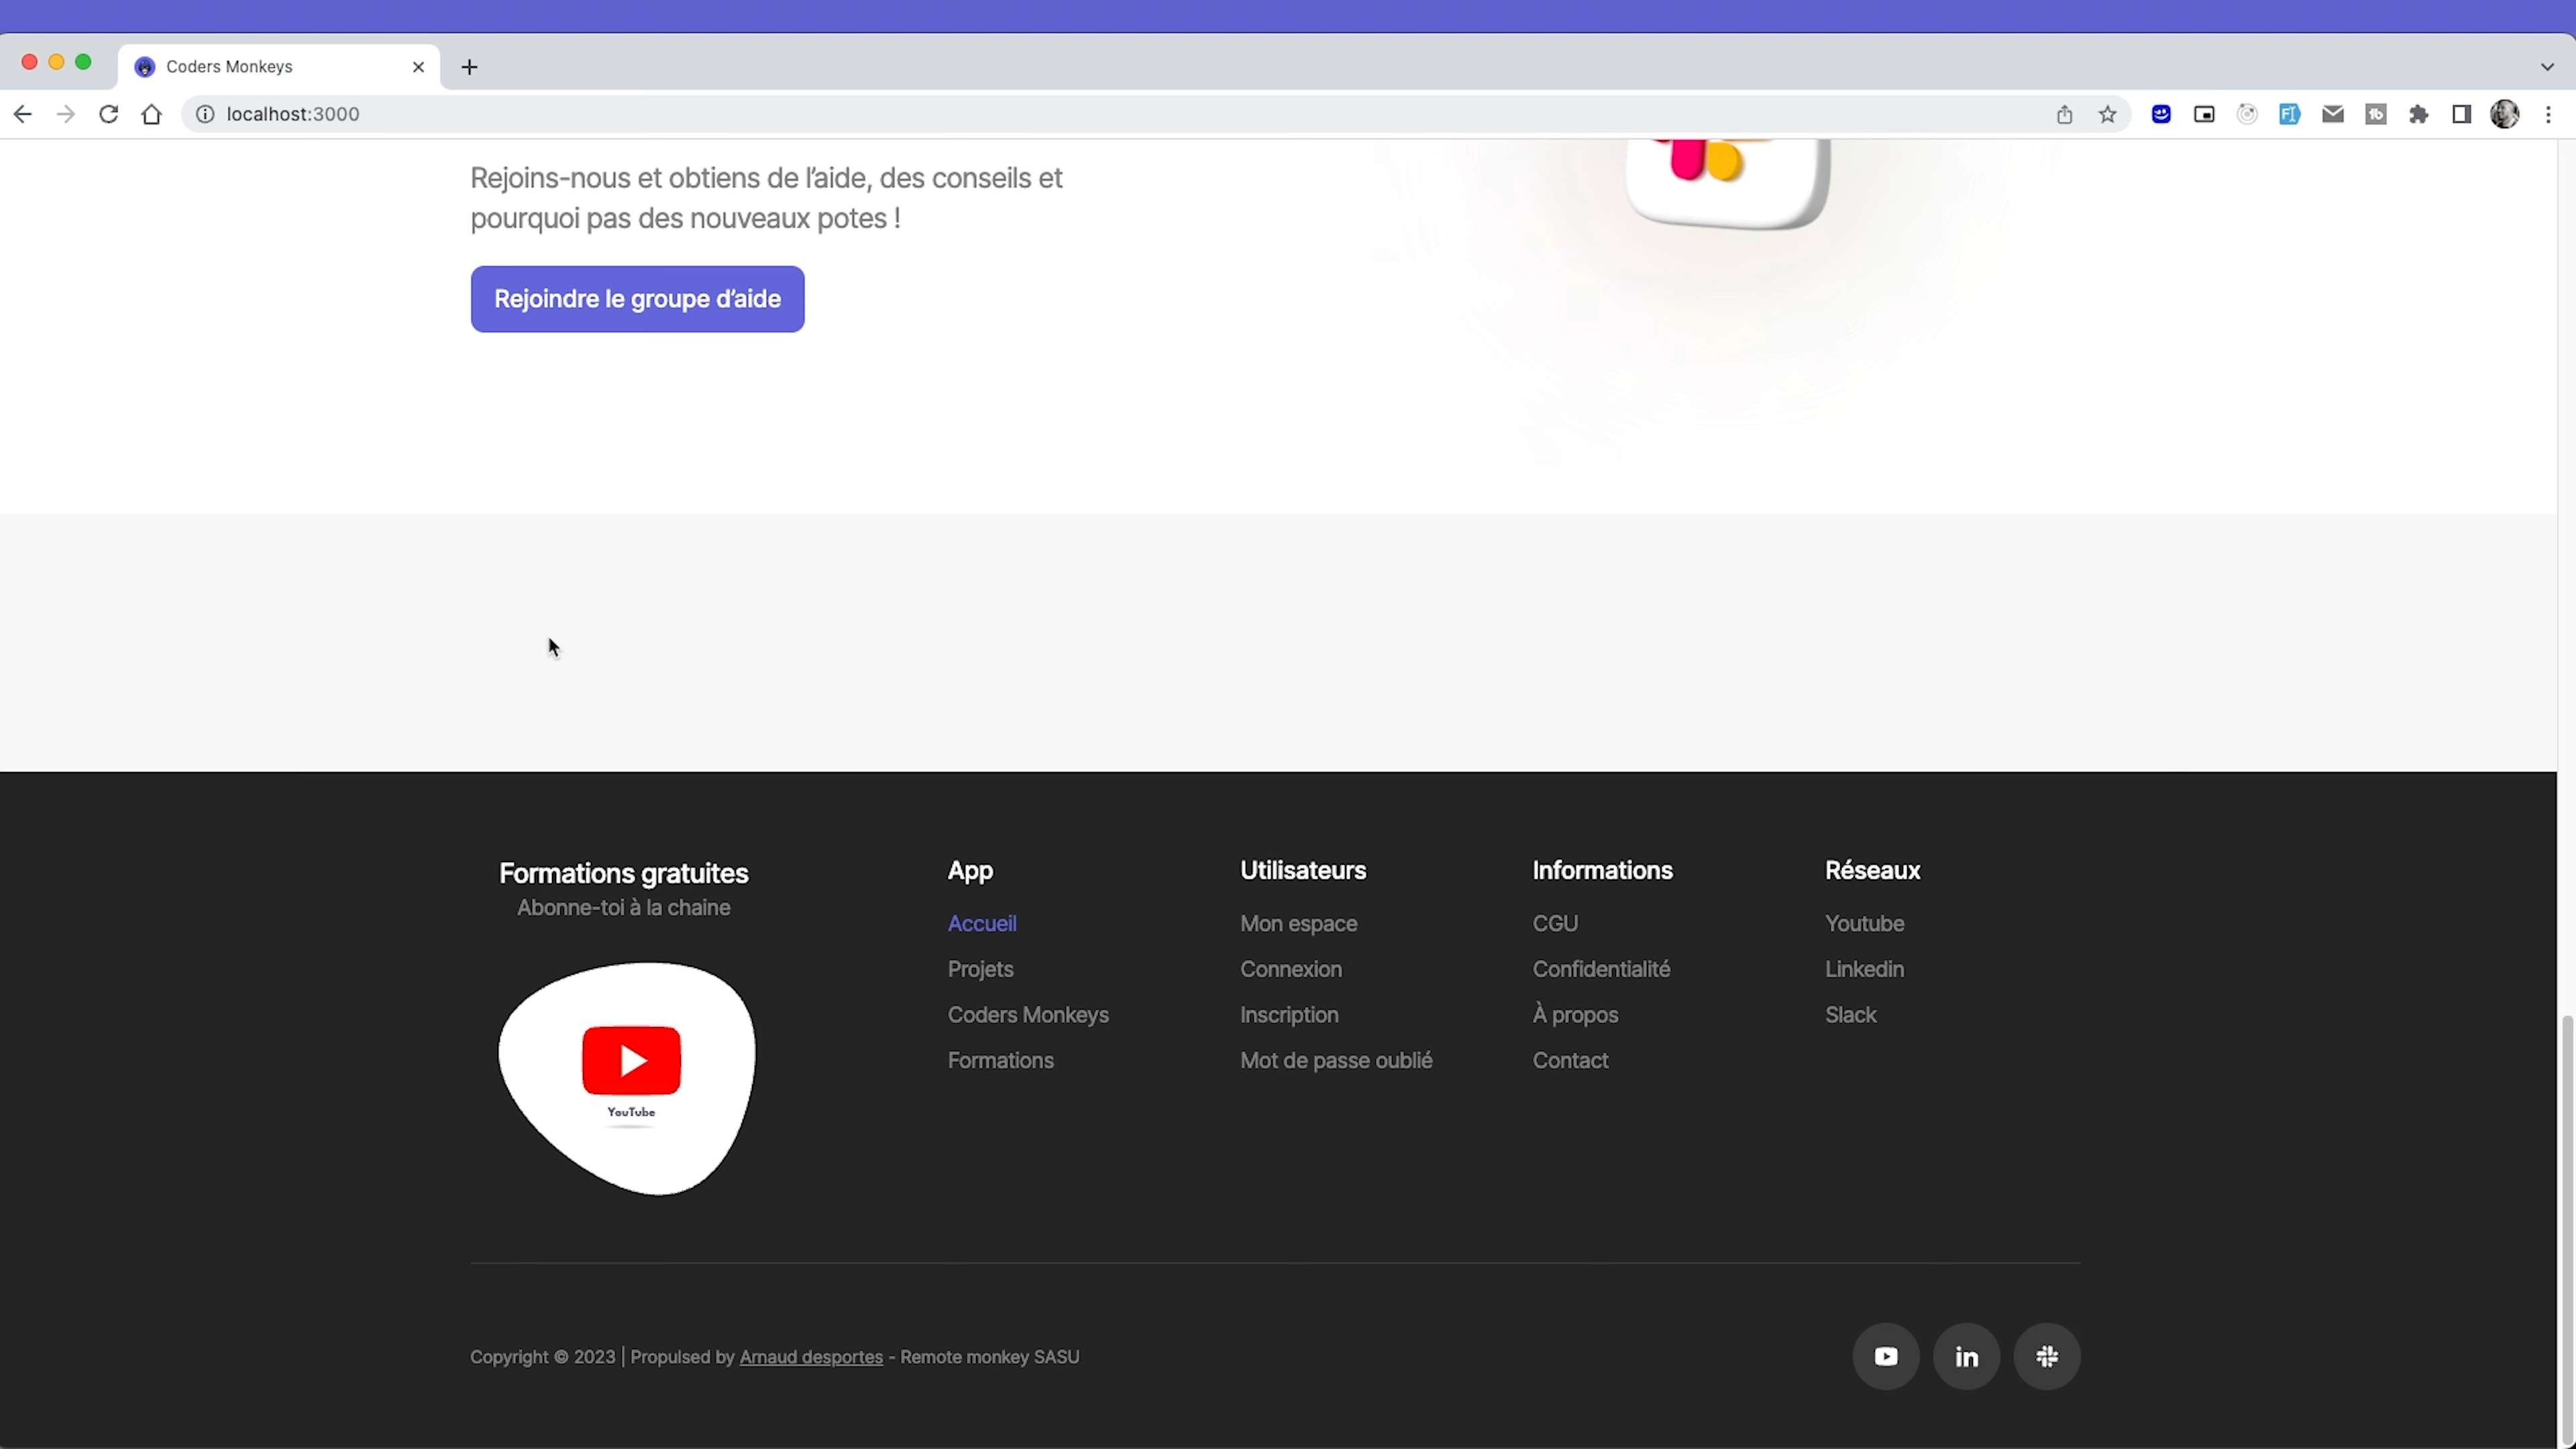 Coders Monkeys
localhost:3000
Rejoins-nous et obtiens de l’aide, des conseils et
pourquoi pas des nouveaux potes !
Rejoindre le groupe d’aide
Formations gratuites
Abonne-toi à la chaine
YouTube
App
Accueil
Projets
Coders Monkeys
Formations
Utilisateurs
Mon espace
Connexion
Inscription
Mot de passe oublié
Informations
CGU
Confidentialité
À propos
Contact
Réseaux
Youtube
Linkedin
Slack
Copyright © 2023 | Propulsed by Arnaud desportes - Remote monkey SASU
in